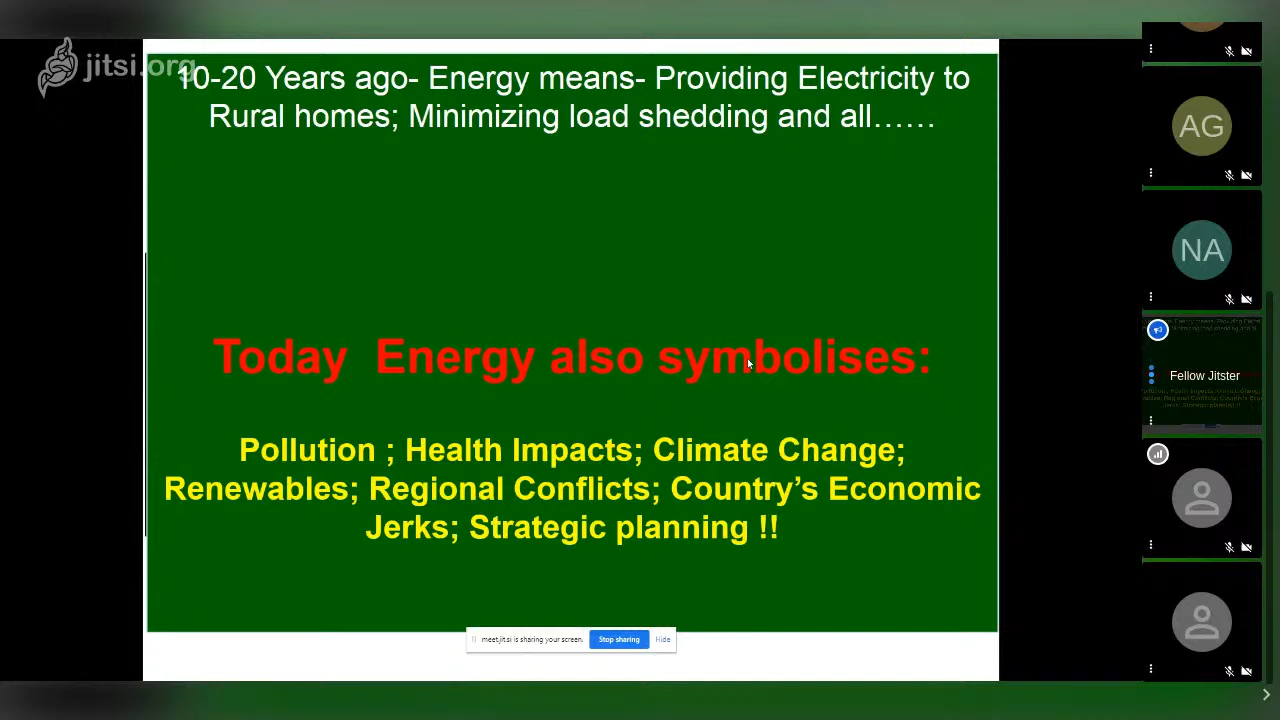 jitsi.org
10-20 Years ago- Energy means- Providing Electricity to
Rural homes; Minimizing load shedding and all……
Today Energy also symbolises:
Pollution ; Health Impacts; Climate Change;
Renewables; Regional Conflicts; Country’s Economic
Jerks; Strategic planning !!
meet.jit.si is sharing your screen. Stop sharing Hide
AG
NA
Fellow Jitster